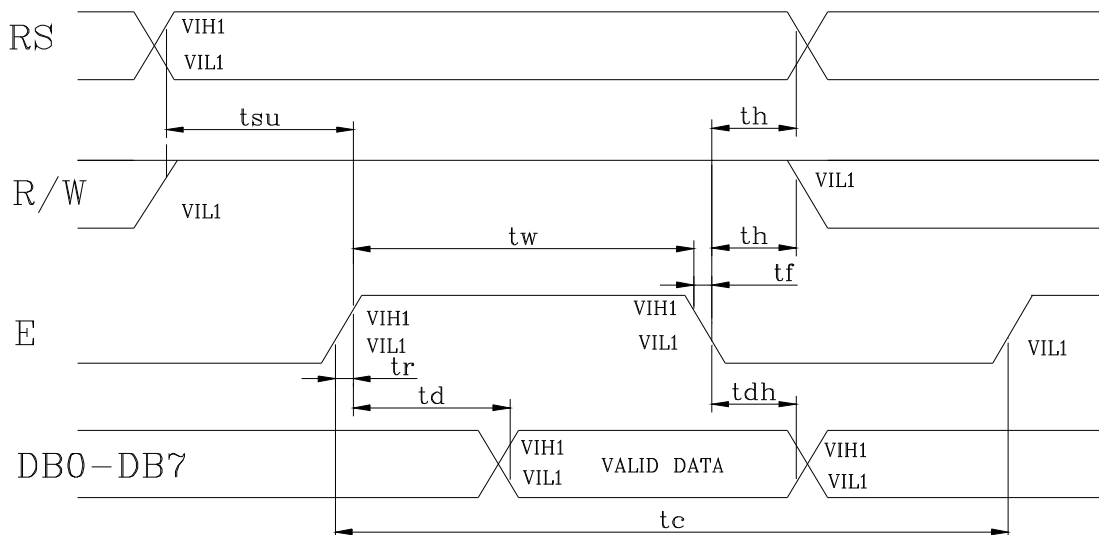 RS
VIH1
VIL1
tsu
th
R/W
VIL1
VIL1
tw
th
tf
E
VIH1
VIL1
VIH1
VIL1
VIL1
tr
td
tdh
DB0-DB7
VIH1
VIL1
VALID DATA
VIH1
VIL1
tc